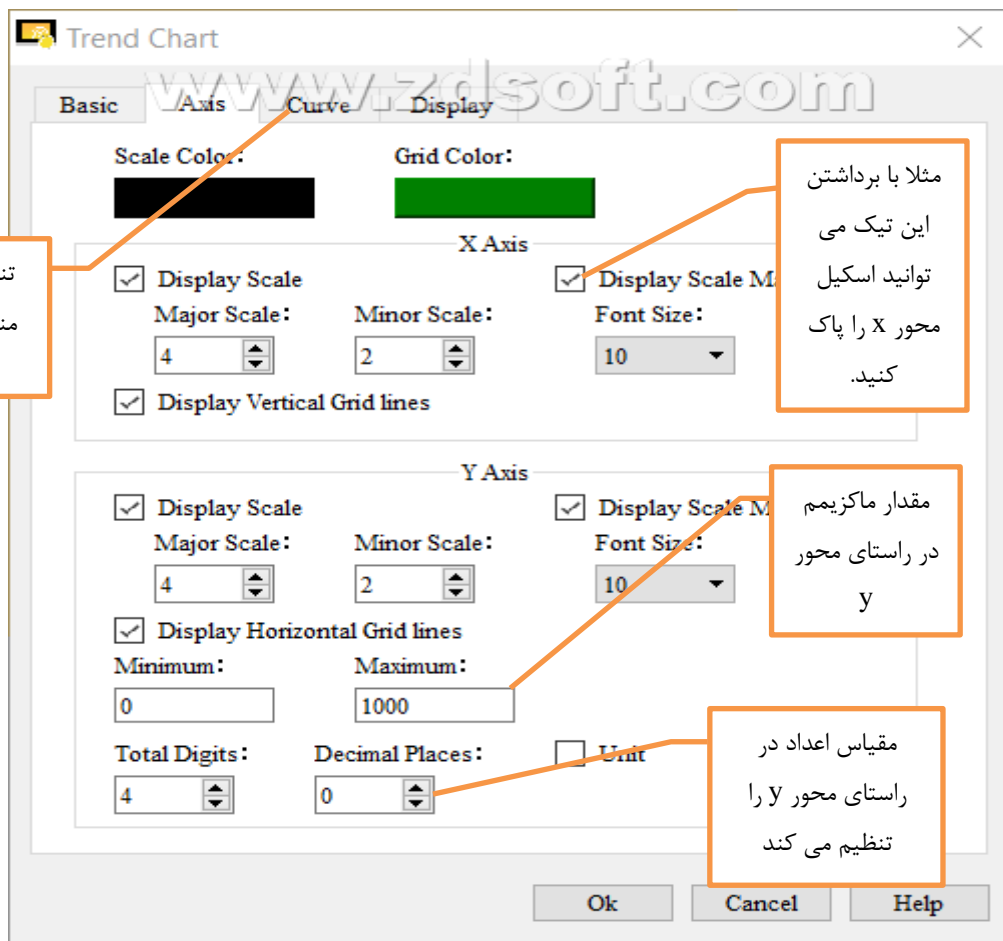 Trend Chart
www.zdsoft.com
Basic Axis Curve Display
Scale Color: Grid Color:
مثلا با برداشتن
این تیک می
توانید اسکیل
محور x را پاک
کنید.
X Axis
Display Scale Display Scale
Major Scale: Minor Scale: Font Size:
4 2 10
Display Vertical Grid lines
Y Axis
Display Scale Display Scale
Major Scale: Minor Scale: Font Size:
4 2 10
مقدار ماکزیمم
در راستای محور
y
Display Horizontal Grid lines
Minimum: Maximum:
0 1000
Total Digits: Decimal Places: Unit
4 0
مقیاس اعداد در
راستای محور y را
تنظیم می کند
Ok Cancel Help